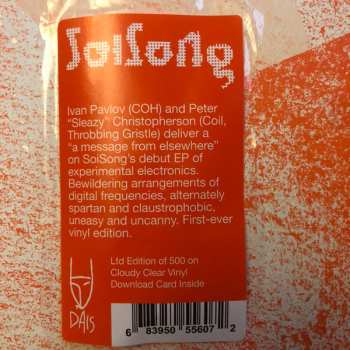 SoiSong
Ivan Pavlov (COH) and Peter
"Sleazy" Christopherson (Coil,
Throbbing Gristle) deliver a
"a message from elsewhere"
on SoiSong's debut EP of
experimental electronics.
Bewildering arrangements of
digital frequencies, alternately
spartan and claustrophobic,
uneasy and uncanny. First-ever
vinyl edition.
Ltd Edition of 500 on
Cloudy Clear Vinyl
Download Card Inside
DAIS
6 83950 55607 2